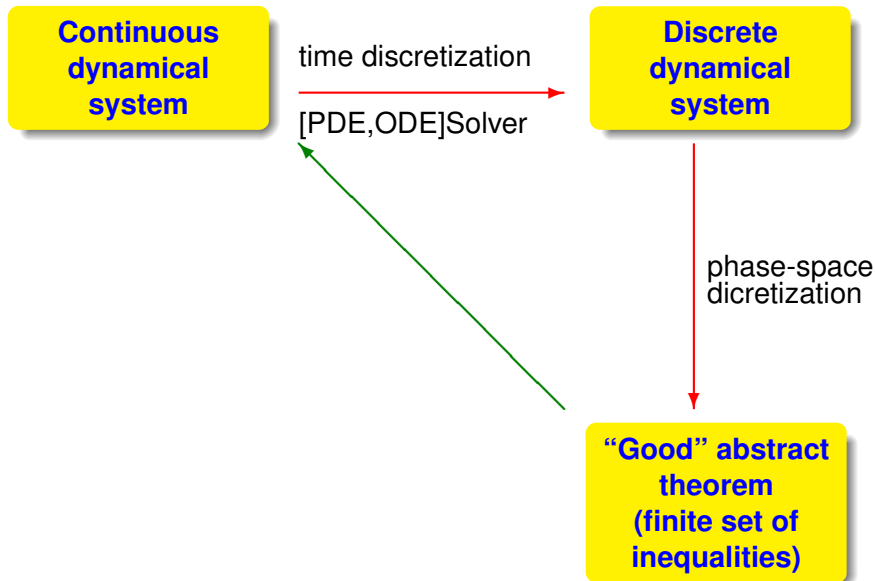 Continuous
dynamical
system
time discretization
[PDE,ODE]Solver
Discrete
dynamical
system
phase-space
dicretization
“Good” abstract
theorem
(finite set of
inequalities)